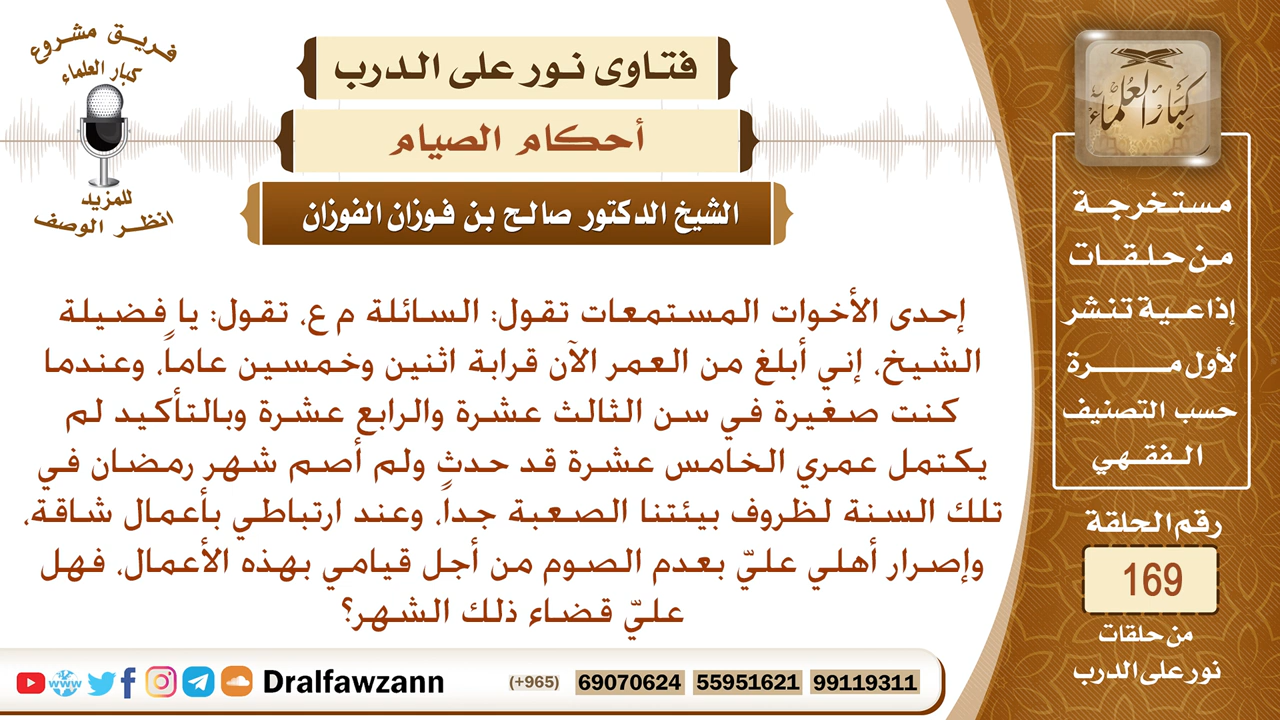 فريق مشروع
كبار العلماء
للمزيد
انظر الوصف
فتاوى نور على الدرب
أحكام الصيام
الشيخ الدكتور صالح بن فوزان الفوزان
إحدى الأخوات المستمعات تقول: السائلة م ع، تقول: يا فضيلة
الشيخ، إني أبلغ من العمر الآن قرابة اثنين وخمسين عاماً، وعندما
كنت صغيرة في سن الثالث عشرة والرابع عشرة وبالتأكيد لم
يكتمل عمري الخامس عشرة قد حدثٍ ولم أصم شهر رمضان في
تلك السنة لظروف بيئتنا الصعبة جداً، وعند ارتباطي بأعمال شاقة،
وإصرار أهلي عليّ بعدم الصوم من أجل قيامي بهذه الأعمال، فهل
عليّ قضاء ذلك الشهر؟
كبار العلماء
مستخرجة
من حلقات
إذاعية تنشر
لأول مرة
حسب التصنيف
الفقهي
رقم الحلقة
169
من حلقات
نور على الدرب
www Dralfawzann (+965) 69070624 55951621 99119311